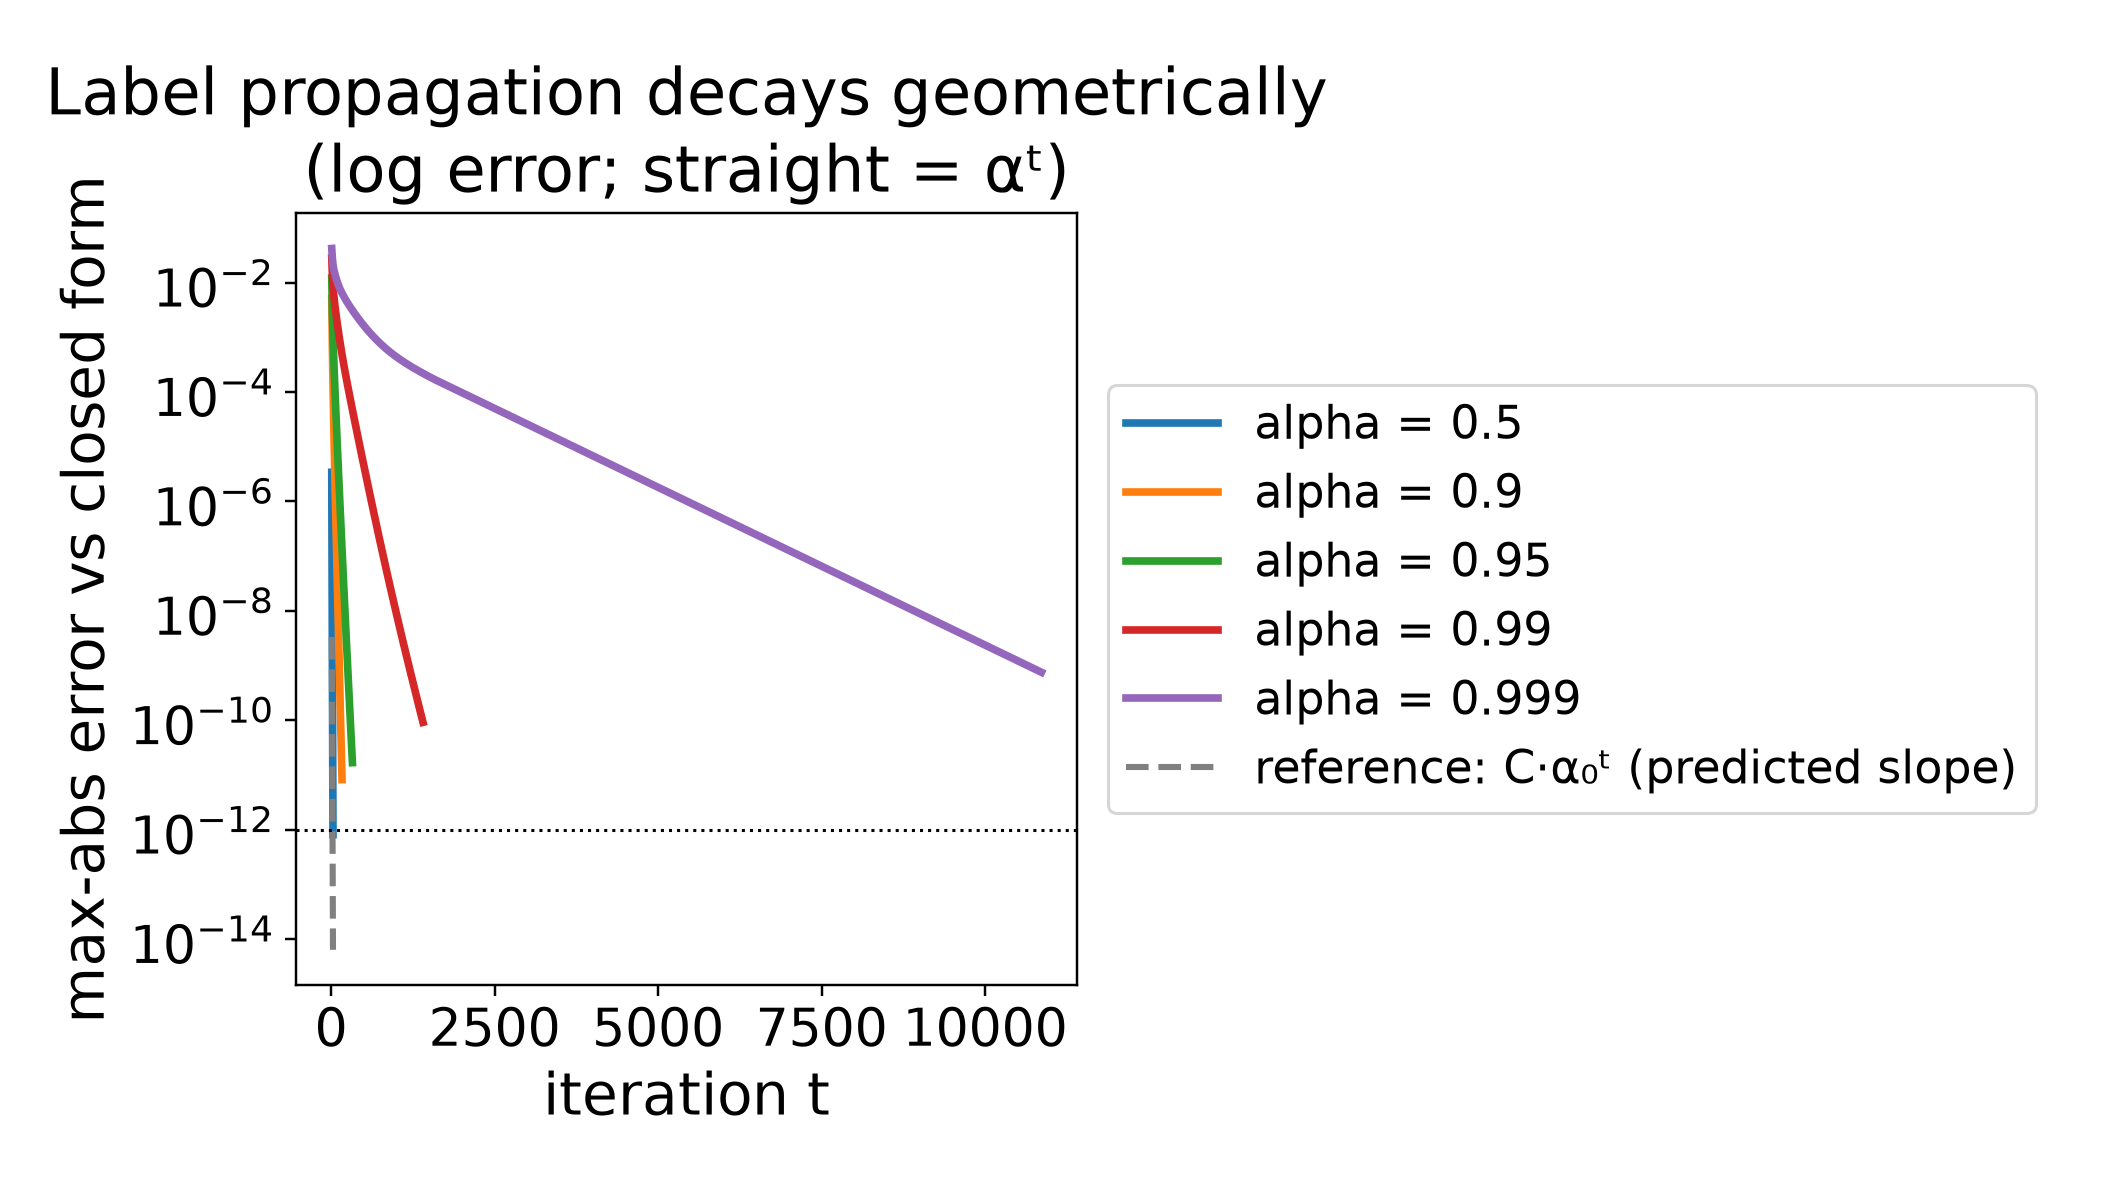 Label propagation decays geometrically
(log error; straight = αᵗ)
max-abs error vs closed form
10⁻²
10⁻⁴
10⁻⁶
10⁻⁸
10⁻¹⁰
10⁻¹²
10⁻¹⁴
0 2500 5000 7500 10000
iteration t
alpha = 0.5
alpha = 0.9
alpha = 0.95
alpha = 0.99
alpha = 0.999
reference: C·α₀ᵗ (predicted slope)